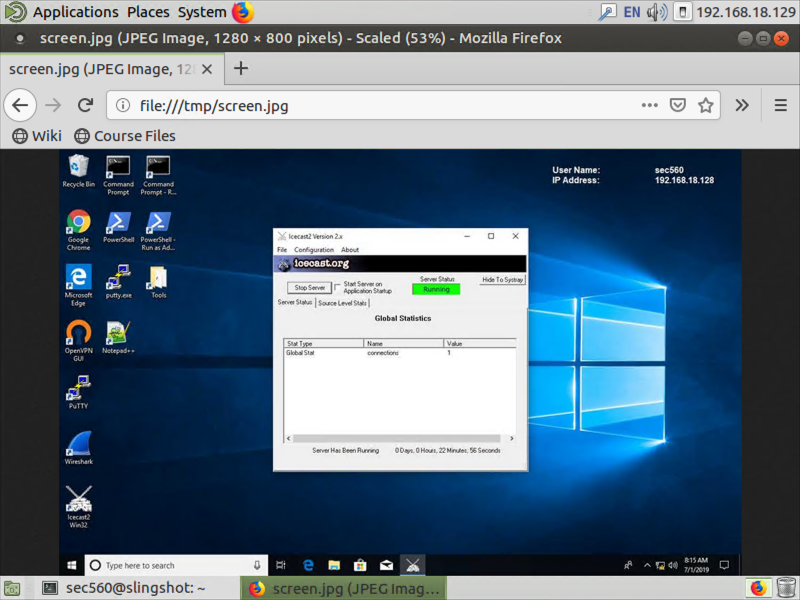 Applications Places System EN 192.168.18.129
screen.jpg (JPEG Image, 1280 × 800 pixels) - Scaled (53%) - Mozilla Firefox
screen.jpg (JPEG Image, 12
file:///tmp/screen.jpg
Wiki Course Files
User Name: sec560
IP Address: 192.168.18.128
Recycle Bin
Command Prompt
Command Prompt - R...
Google Chrome
PowerShell
PowerShell - Run as Ad...
Microsoft Edge
putty.exe
Tools
OpenVPN GUI
Notepad++
PuTTY
Wireshark
Icecast2 Win32
Icecast2 Version 2.x
File Configuration About
icecast.org
Stop Server
Start Server on Application Startup
Server Status
Running
Hide To Systray
Server Status Source Level Stats
Global Statistics
Stat Type Name Value
Global Stat connections 1
Server Has Been Running 0 Days, 0 Hours, 22 Minutes, 56 Seconds
Type here to search
8:15 AM
7/1/2019
sec560@slingshot: ~ screen.jpg (JPEG Imag...